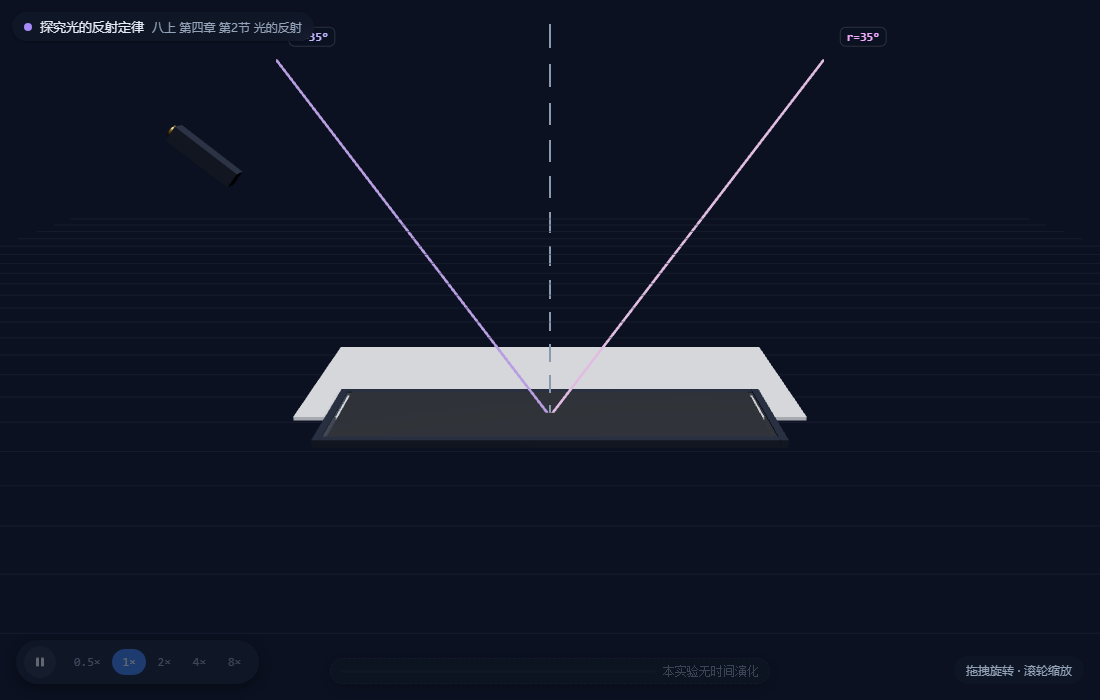 探究光的反射定律 八上 第四章 第2节 光的反射
35°
r=35°
0.5× 1× 2× 4× 8×
本实验无时间演化
拖拽旋转 · 滚轮缩放